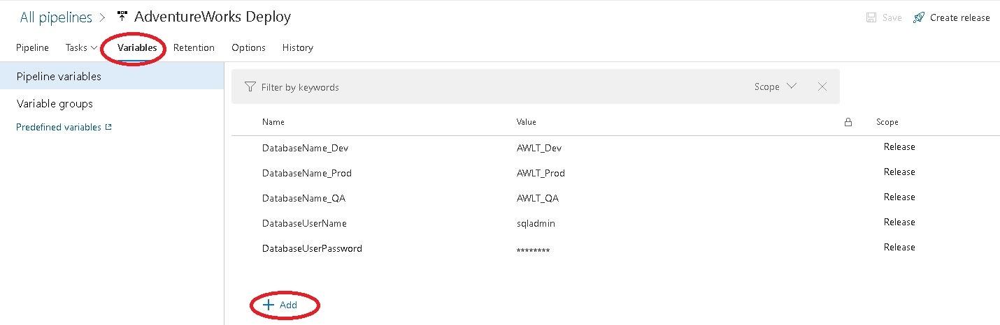 All pipelines > AdventureWorks Deploy
Save Create release
Pipeline Tasks Variables Retention Options History
Pipeline variables
Variable groups
Predefined variables
Filter by keywords Scope
Name Value Scope
DatabaseName_Dev AWLT_Dev Release
DatabaseName_Prod AWLT_Prod Release
DatabaseName_QA AWLT_QA Release
DatabaseUserName sqladmin Release
DatabaseUserPassword ******** Release
+ Add